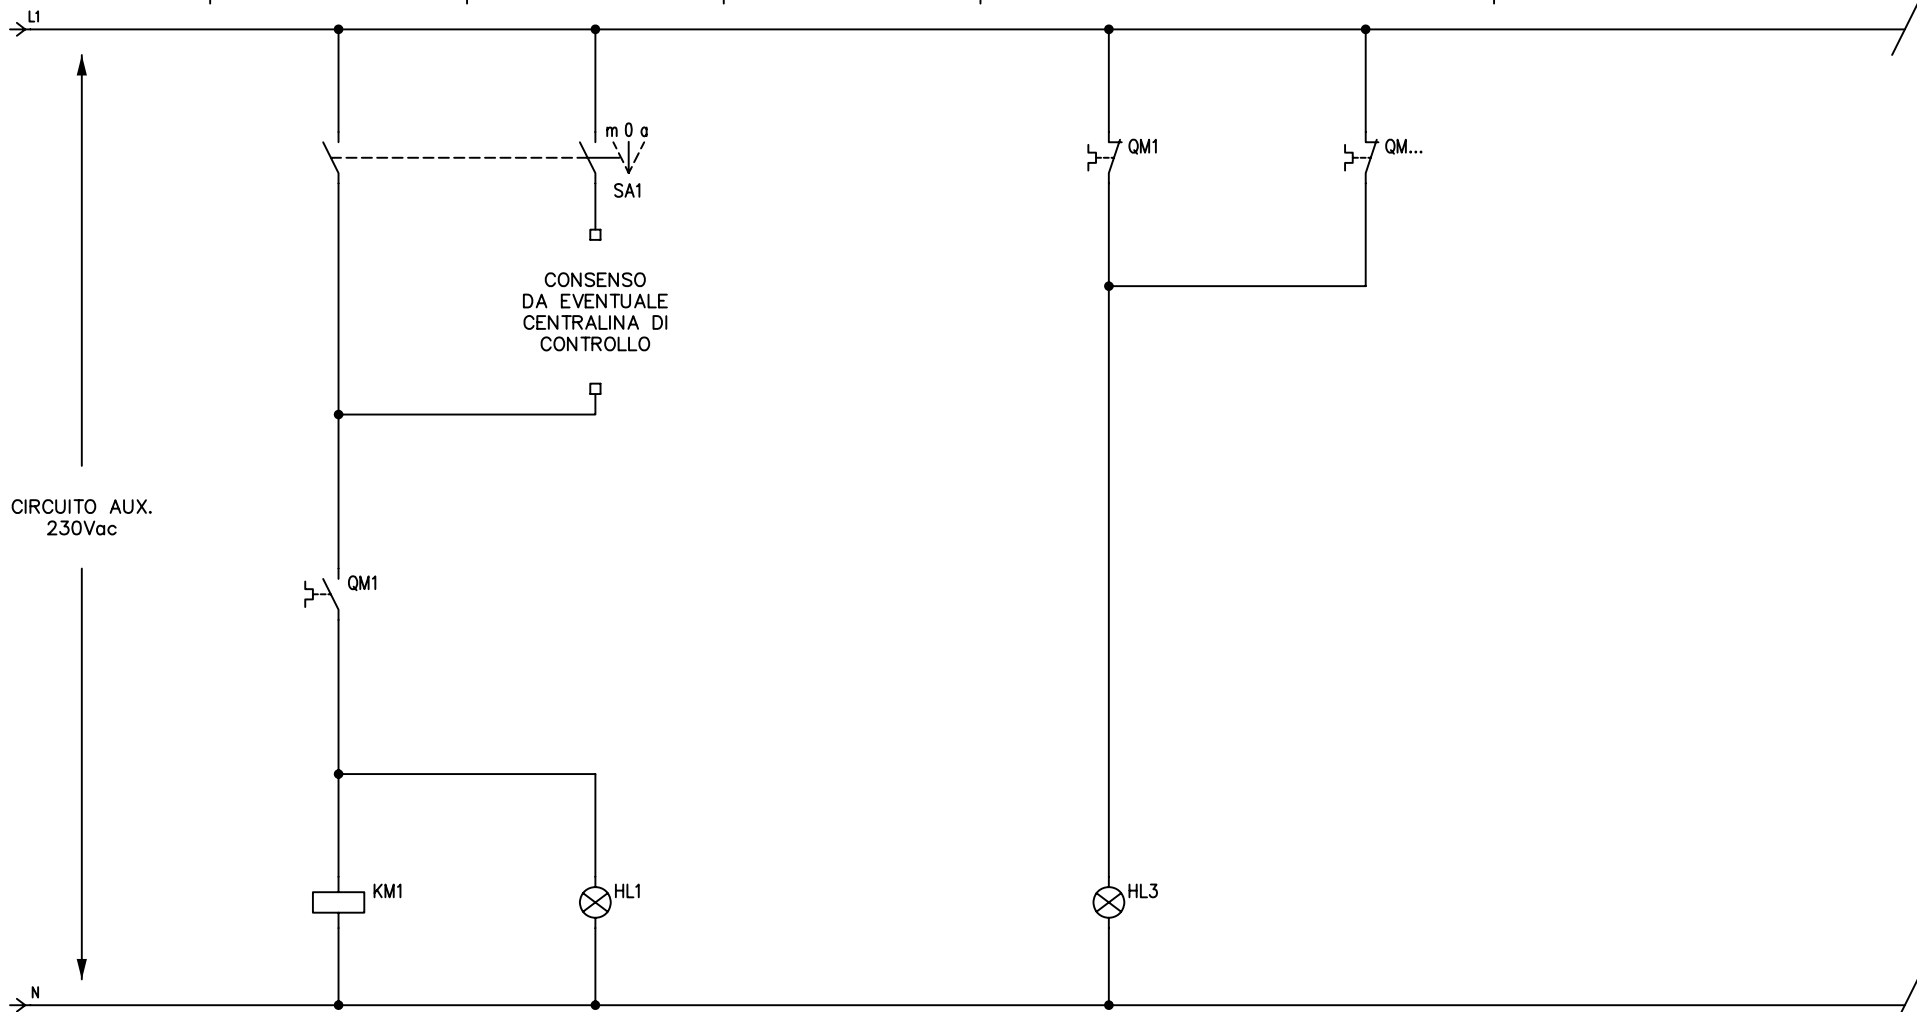 L1
m 0 a
SA1
QM1
QM...
CONSENSO
DA EVENTUALE
CENTRALINA DI
CONTROLLO
CIRCUITO AUX.
230Vac
QM1
KM1
HL1
HL3
N